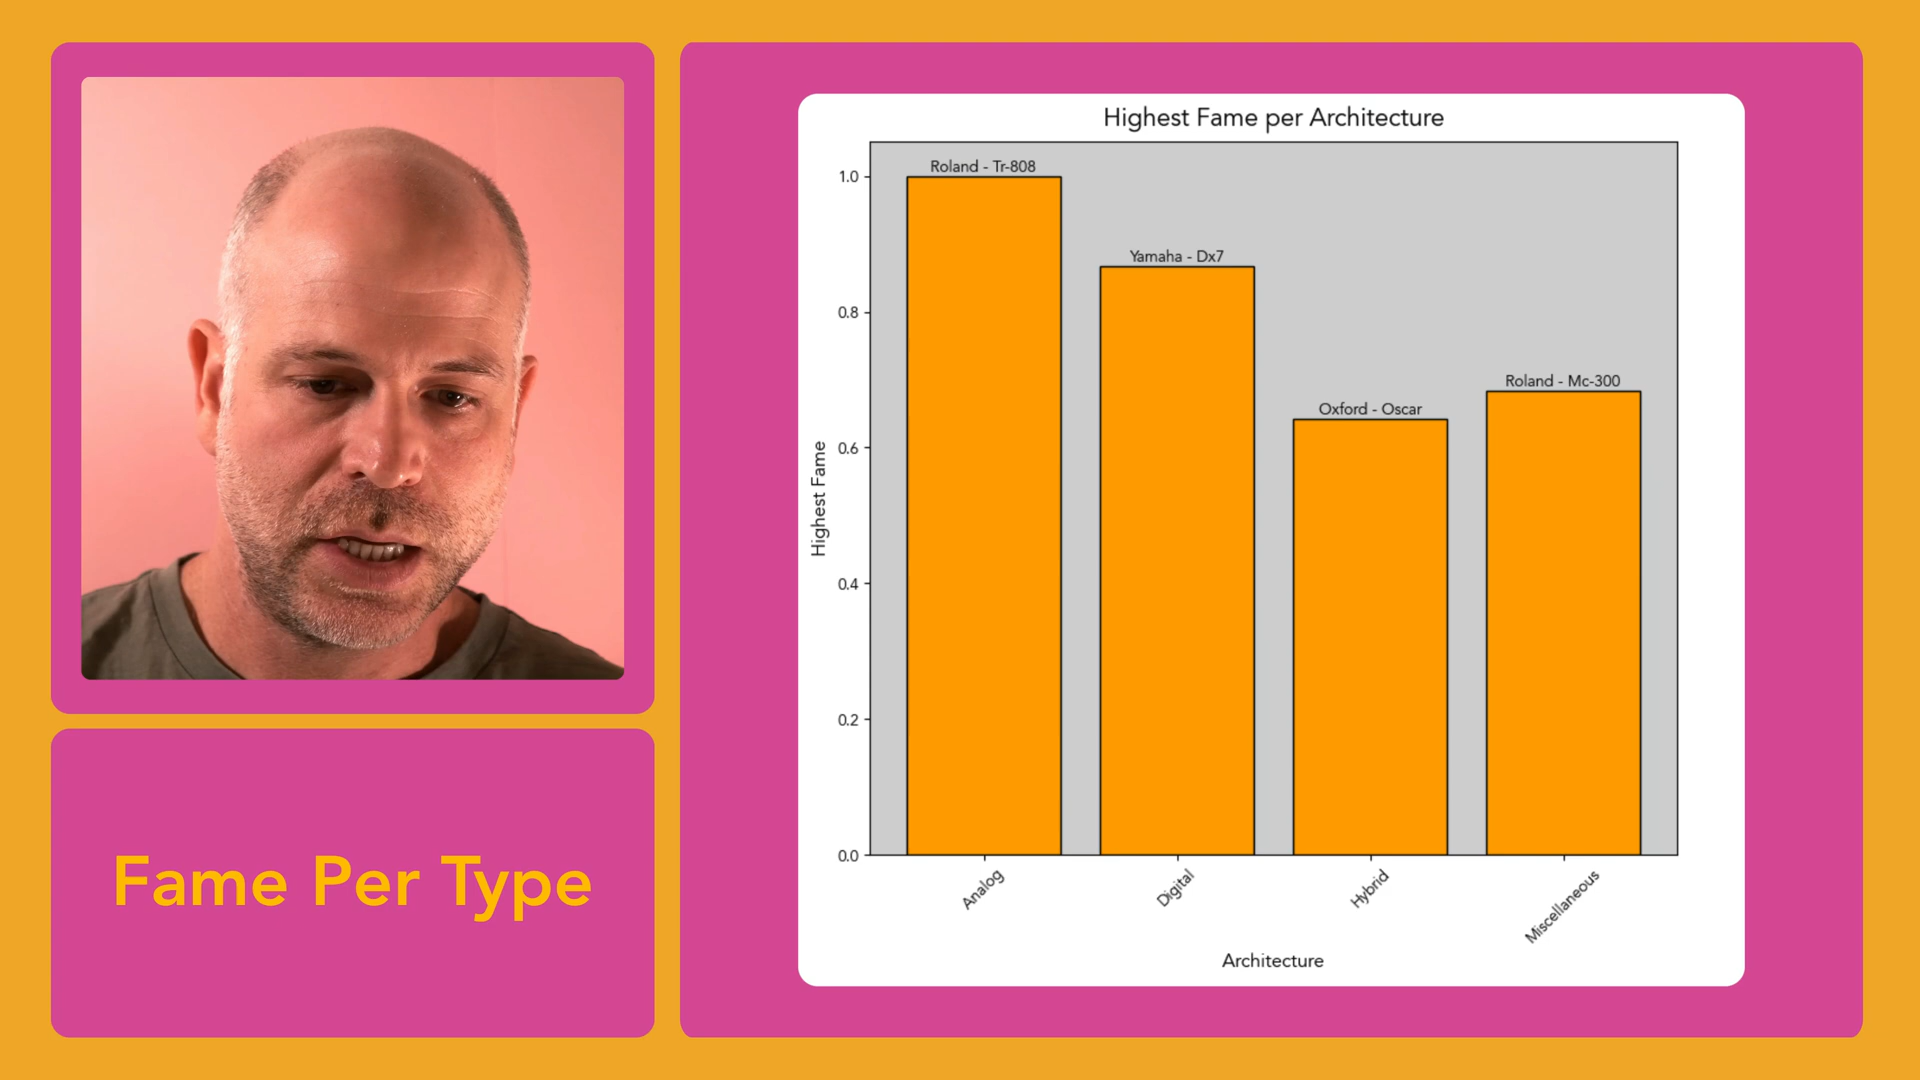 Fame Per Type
Highest Fame per Architecture
Roland - Tr-808
Yamaha - Dx7
Oxford - Oscar
Roland - Mc-300
1.0
0.8
0.6
0.4
0.2
0.0
Highest Fame
Analog
Digital
Hybrid
Miscellaneous
Architecture